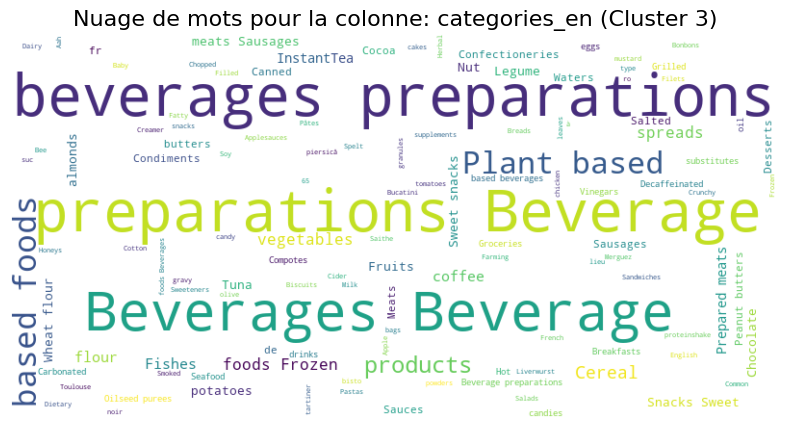 Nuage de mots pour la colonne: categories_en (Cluster 3)
Dairy
Aah
fr
meats Sausages
InstantTea
Cocoa
cakes
Herbal
Confectioneries
eggs
Bonbons
Baby
Chopped
Filled
Canned
Nut
Legume
Waters
mustard
type
Grilled
ro
Filets
beverages preparations
Fatty
snacks
Creamer
Pâtes
Salted
oil
spreads
Bee
suc
almonds
butters
Condiments
Applesauces
Soy
Spelt
piersică
granules
tomatoes
supplements
Breads
leaves
Plant based
substitutes
Desserts
based foods
Bucatini
Sweet snacks
based beverages
chicken
Decaffeinated
Vinegars
Crunchy
frozen
65
preparations Beverage
Honeys
Cotton
candy
vegetables
Saithe
Groceries
Sausages
Merguez
foods Beverages
Compotes
Fruits
Farming
lieu
Wheat flour
gravy
Sweeteners
Tuna
Cider
Biscuits
Milk
coffee
Sandwiches
Prepared meats
Peanut butters
olive
Meats
Beverages Beverage
bags
proteinshake
Chocolate
de
drinks
French
flour
Fishes
foods Frozen
Apple
Breakfasts
English
Carbonated
Smoked
Seafood
products
Hot
Liverwurst
Cereal
Toulouse
potatoes
bista
Pastas
powders
Beverage preparations
Common
Dietary
Oilseed purees
tartiner
Salads
Snacks Sweet
noir
Sauces
candies